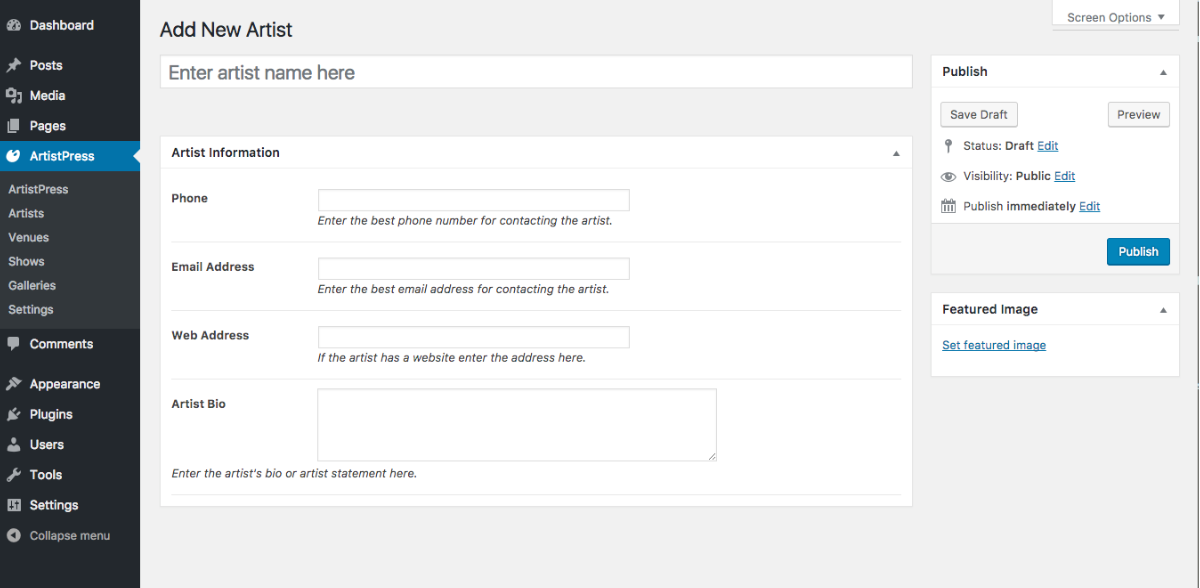 Dashboard
Posts
Media
Pages
ArtistPress
ArtistPress
Artists
Venues
Shows
Galleries
Settings
Comments
Appearance
Plugins
Users
Tools
Settings
Collapse menu
Screen Options
Add New Artist
Enter artist name here
Artist Information
Phone
Enter the best phone number for contacting the artist.
Email Address
Enter the best email address for contacting the artist.
Web Address
If the artist has a website enter the address here.
Artist Bio
Enter the artist's bio or artist statement here.
Publish
Save Draft
Preview
Status: Draft Edit
Visibility: Public Edit
Publish immediately Edit
Publish
Featured Image
Set featured image